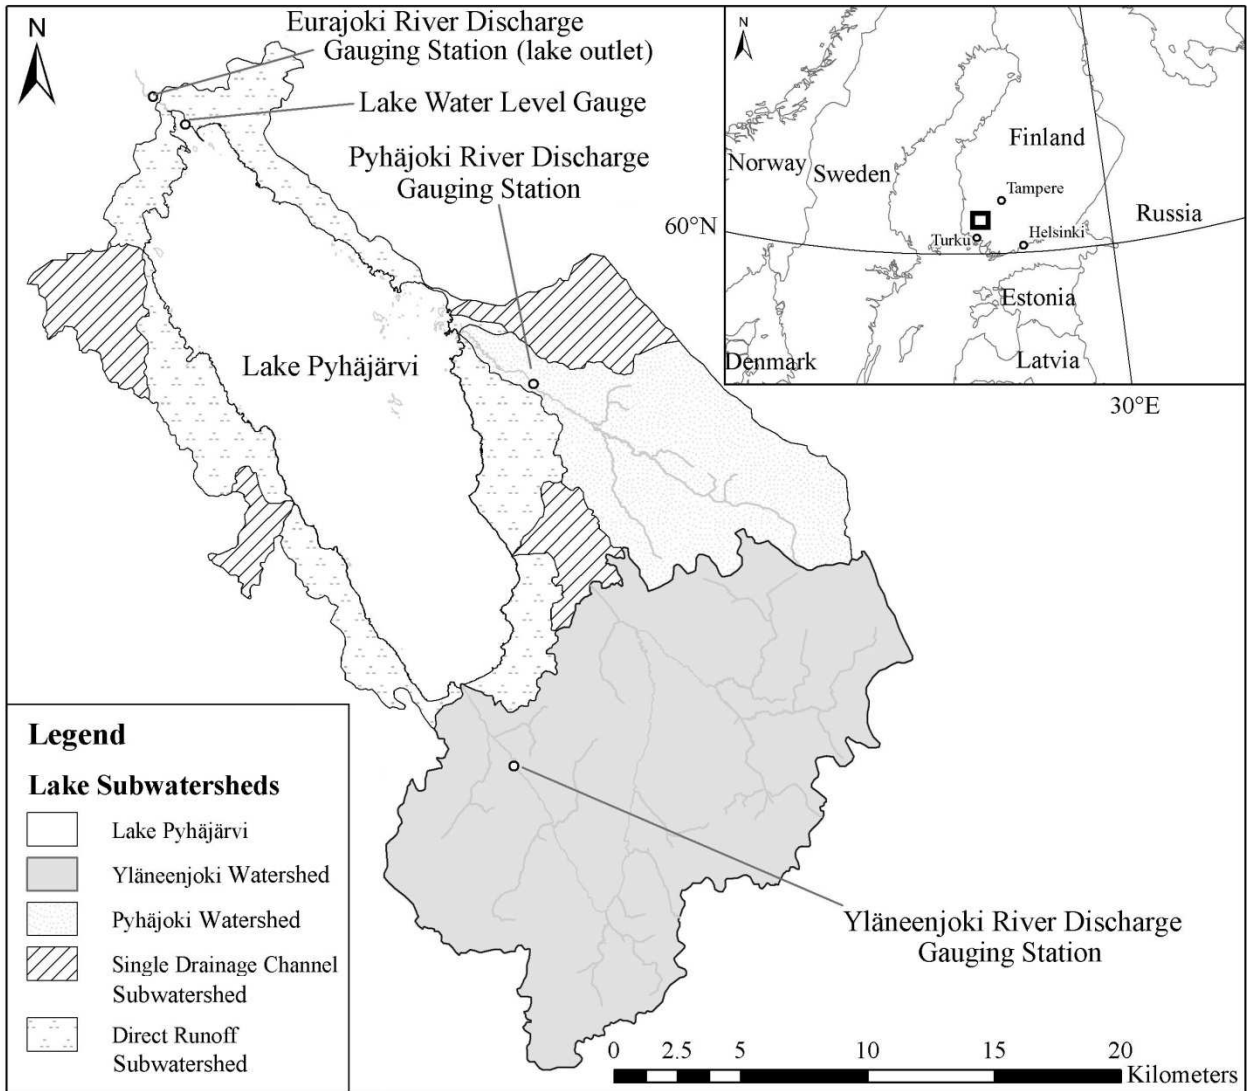 N
Eurajoki River Discharge
Gauging Station (lake outlet)
Lake Water Level Gauge
Pyhäjoki River Discharge
Gauging Station
Lake Pyhäjärvi
Yläneenjoki River Discharge
Gauging Station
N
Norway
Sweden
Finland
Tampere
Russia
Turku
Helsinki
Estonia
Denmark
Latvia
60°N
30°E
Legend
Lake Subwatersheds
Lake Pyhäjärvi
Yläneenjoki Watershed
Pyhäjoki Watershed
Single Drainage Channel
Subwatershed
Direct Runoff
Subwatershed
0 2.5 5 10 15 20
Kilometers